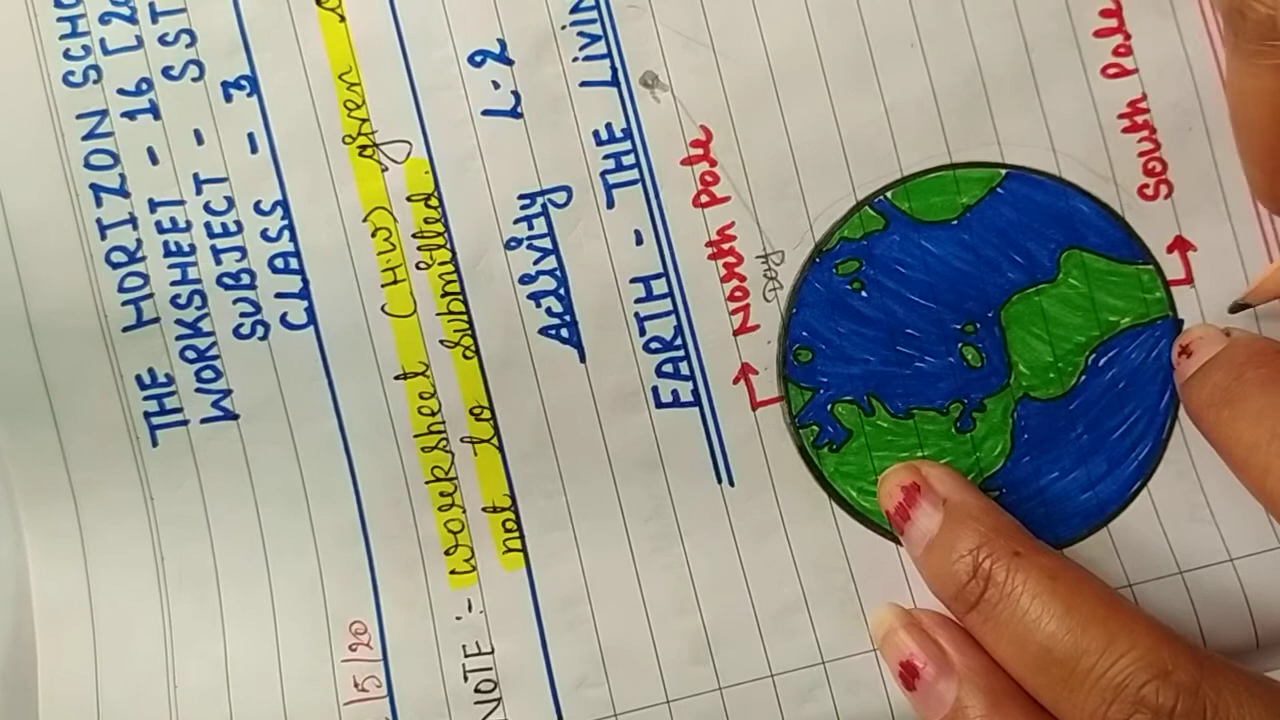 THE HORIZON SCHO
WORKSHEET - 16 [20
SUBJECT - SST
CLASS - 3
5/20
NOTE :- Worksheet (H.W) given
not to submitted.
L-2
Activity
EARTH - THE LIVIN
North Pole
South Pole